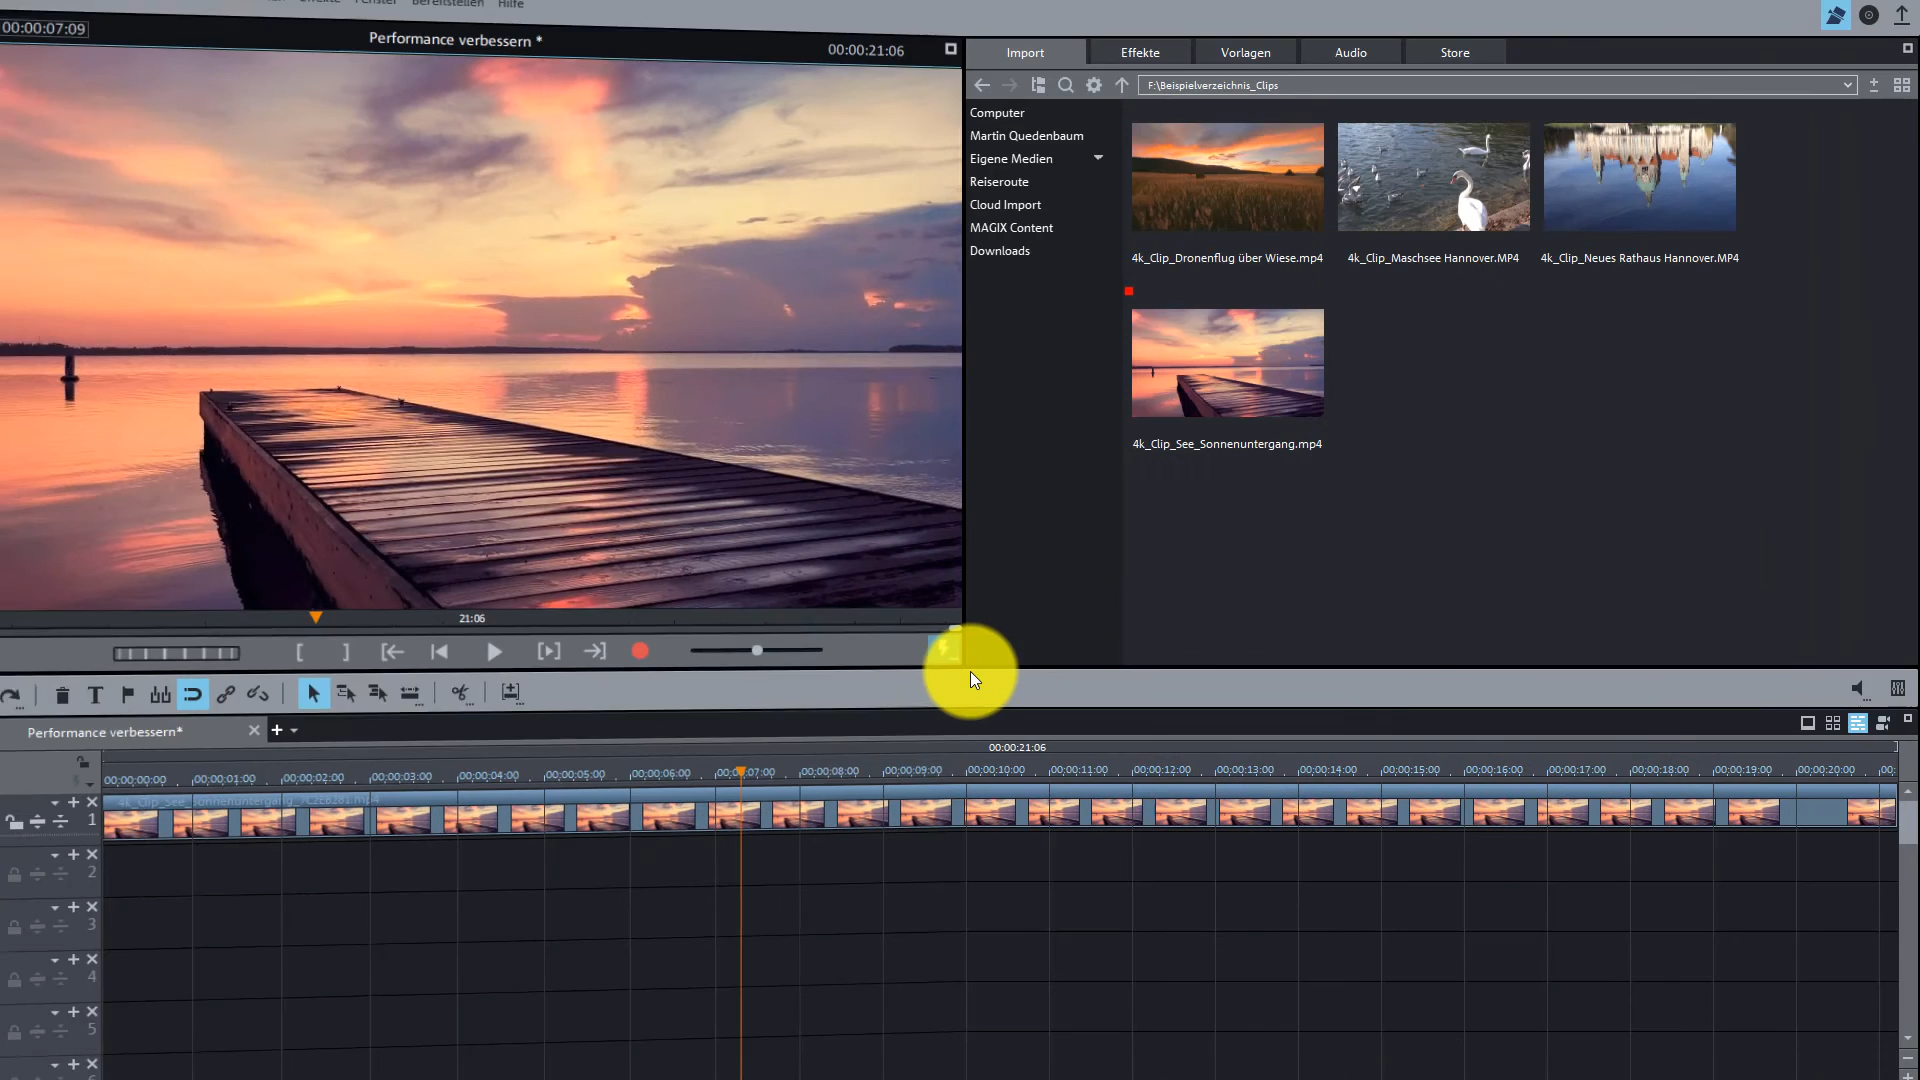 Effekte Fenster Bereitstellen Hilfe
00:00:07:09
Performance verbessern *
00:00:21:06
Import Effekte Vorlagen Audio Store
F:\Beispielverzeichnis_Clips
Computer
Martin Quedenbaum
Eigene Medien
Reiseroute
Cloud Import
MAGIX Content
Downloads
4k_Clip_Dronenflug über Wiese.mp4
4k_Clip_Maschsee Hannover.MP4
4k_Clip_Neues Rathaus Hannover.MP4
4k_Clip_See_Sonnenuntergang.mp4
21:06
Performance verbessern*
00:00:21:06
00:00:00:00 00:00:01:00 00:00:02:00 00:00:03:00 00:00:04:00 00:00:05:00 00:00:06:00 00:00:07:00 00:00:08:00 00:00:09:00 00:00:10:00 00:00:11:00 00:00:12:00 00:00:13:00 00:00:14:00 00:00:15:00 00:00:16:00 00:00:17:00 00:00:18:00 00:00:19:00 00:00:20:00 00:
1
2
3
4
5